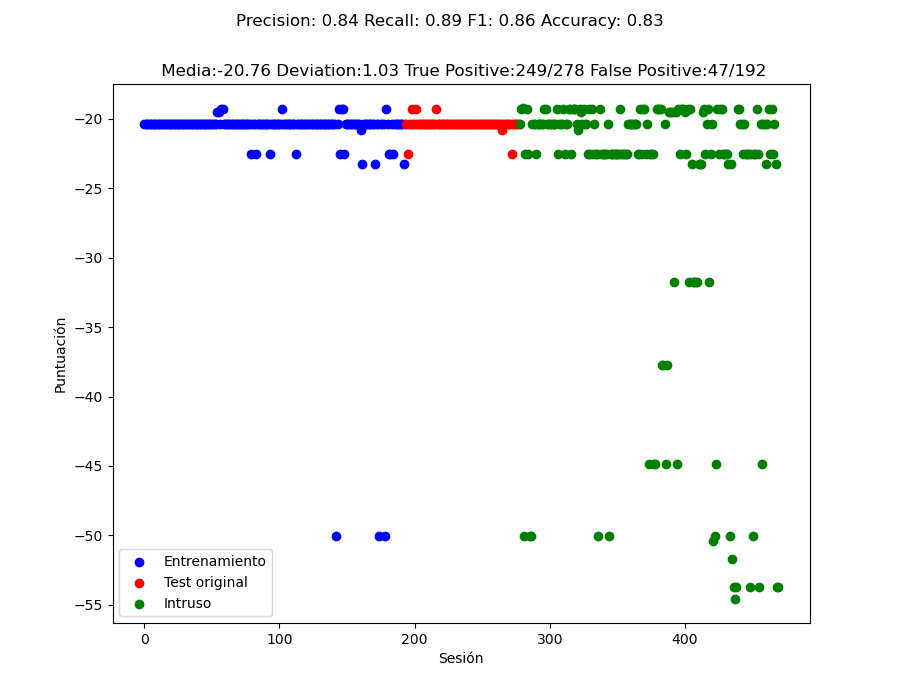 Precision: 0.84 Recall: 0.89 F1: 0.86 Accuracy: 0.83
Media:-20.76 Deviation:1.03 True Positive:249/278 False Positive:47/192
−20
−25
−30
−35
−40
−45
−50
−55
Puntuación
Entrenamiento
Test original
Intruso
0
100
200
300
400
Sesión